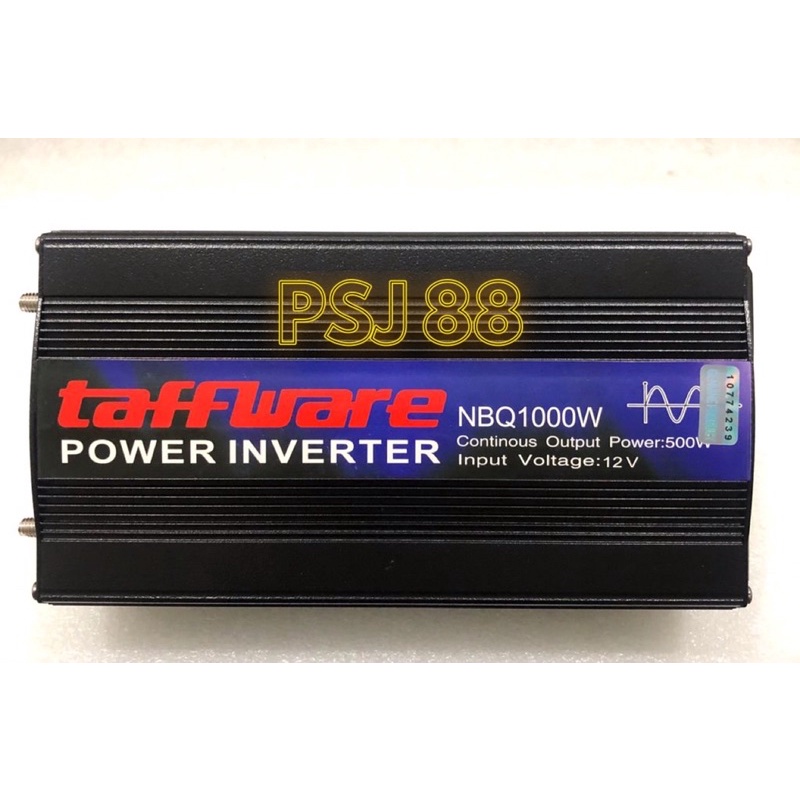 PSJ 88
taffware
POWER INVERTER
NBQ1000W
Continous Output Power:500W
Input Voltage:12V
10774239